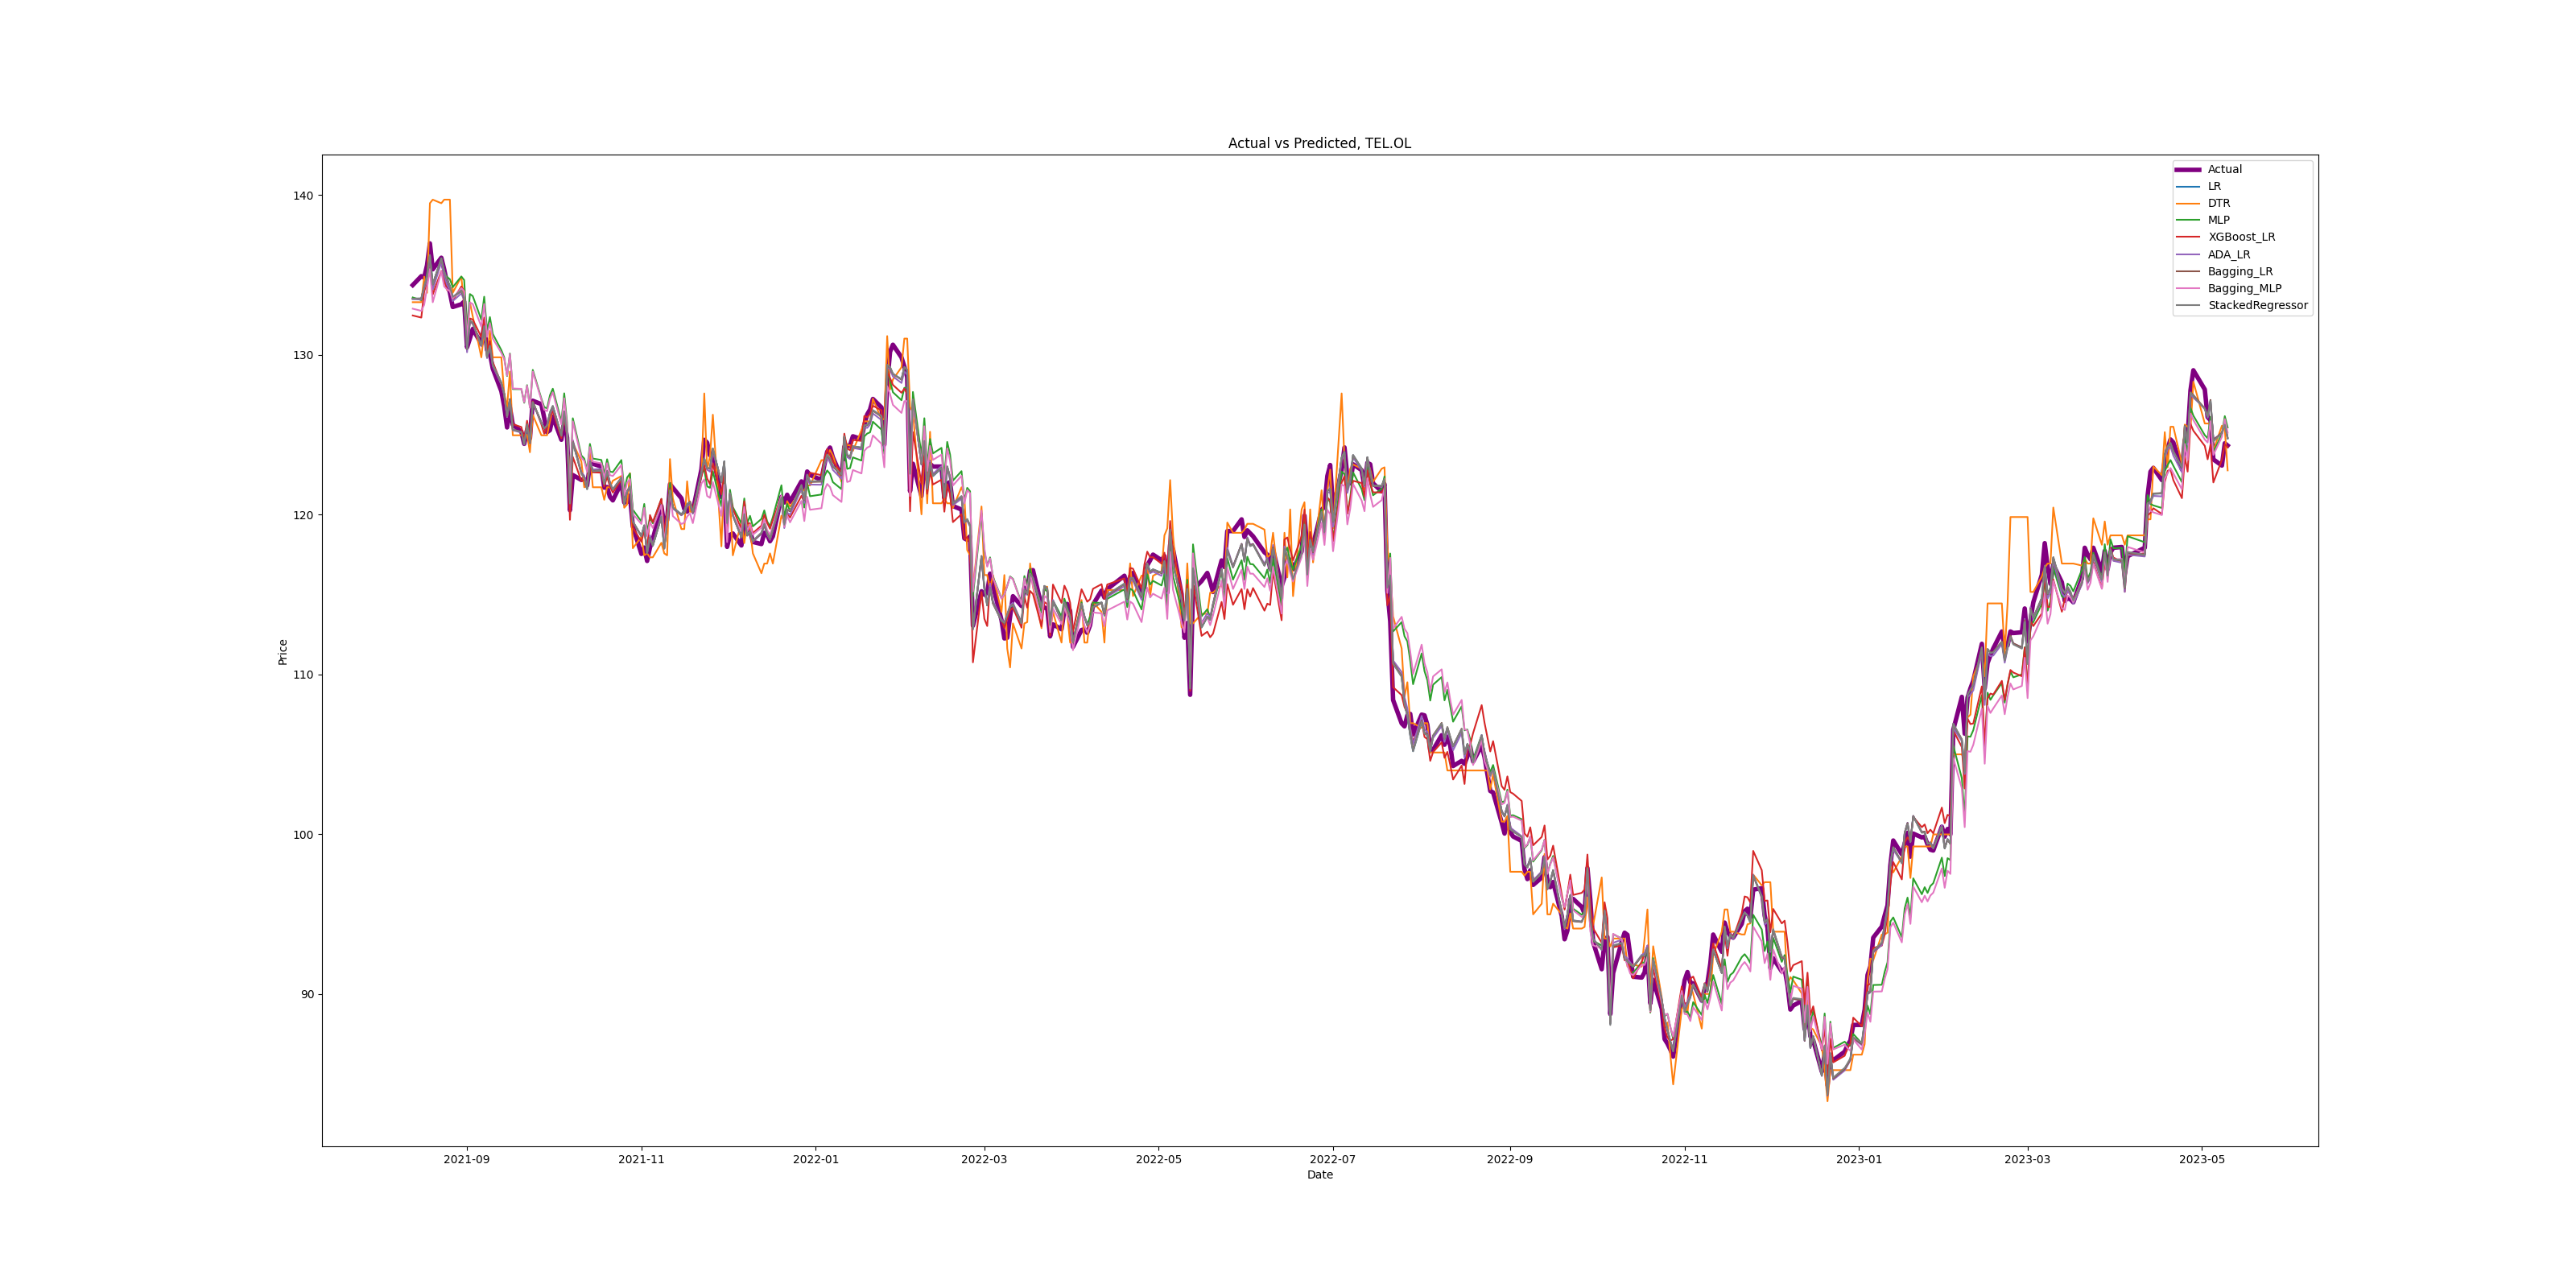 Actual vs Predicted, TEL.OL
Actual
LR
DTR
MLP
XGBoost_LR
ADA_LR
Bagging_LR
Bagging_MLP
StackedRegressor
140
130
120
110
100
90
Price
2021-09
2021-11
2022-01
2022-03
2022-05
2022-07
2022-09
2022-11
2023-01
2023-03
2023-05
Date